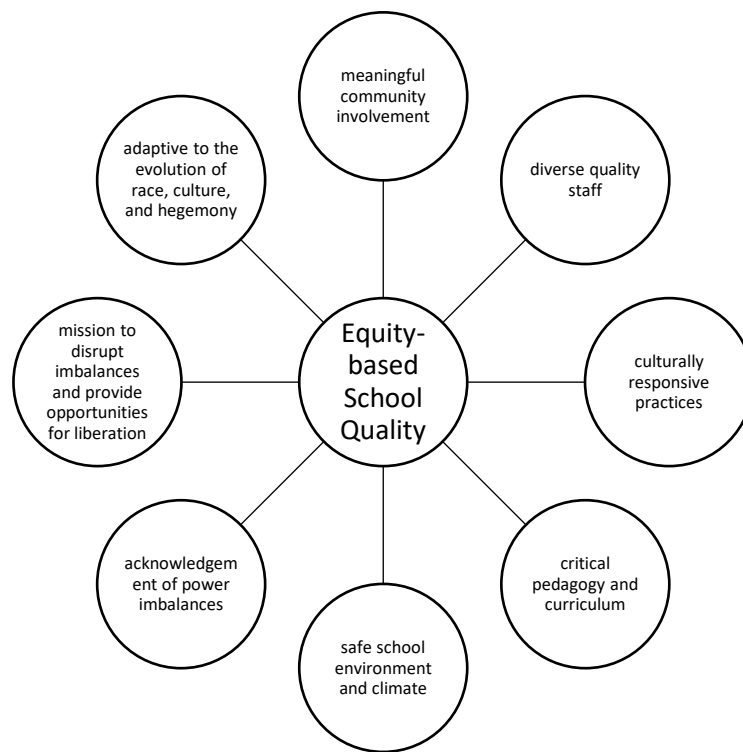 meaningful
community
involvement
diverse quality
staff
culturally
responsive
practices
critical
pedagogy and
curriculum
safe school
environment
and climate
acknowledgem
ent of power
imbalances
mission to
disrupt
imbalances
and provide
opportunities
for liberation
adaptive to the
evolution of
race, culture,
and hegemony
Equity-
based
School
Quality